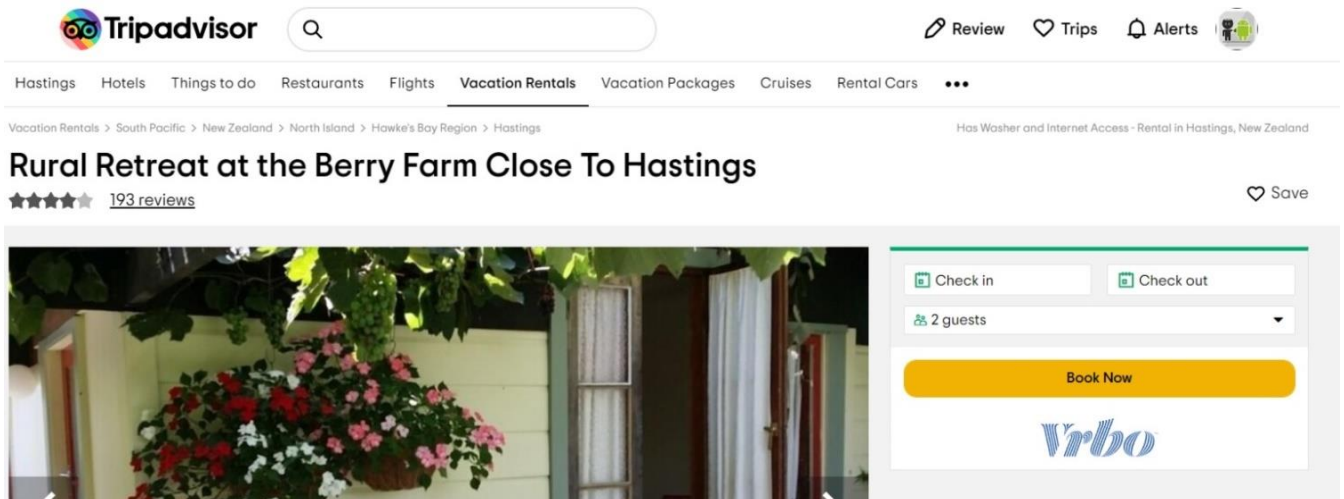 Tripadvisor
Review Trips Alerts
Hastings Hotels Things to do Restaurants Flights Vacation Rentals Vacation Packages Cruises Rental Cars •••
Vacation Rentals > South Pacific > New Zealand > North Island > Hawke's Bay Region > Hastings
Has Washer and Internet Access - Rental in Hastings, New Zealand
Rural Retreat at the Berry Farm Close To Hastings
193 reviews
Save
Check in Check out
2 guests
Book Now
Vrbo